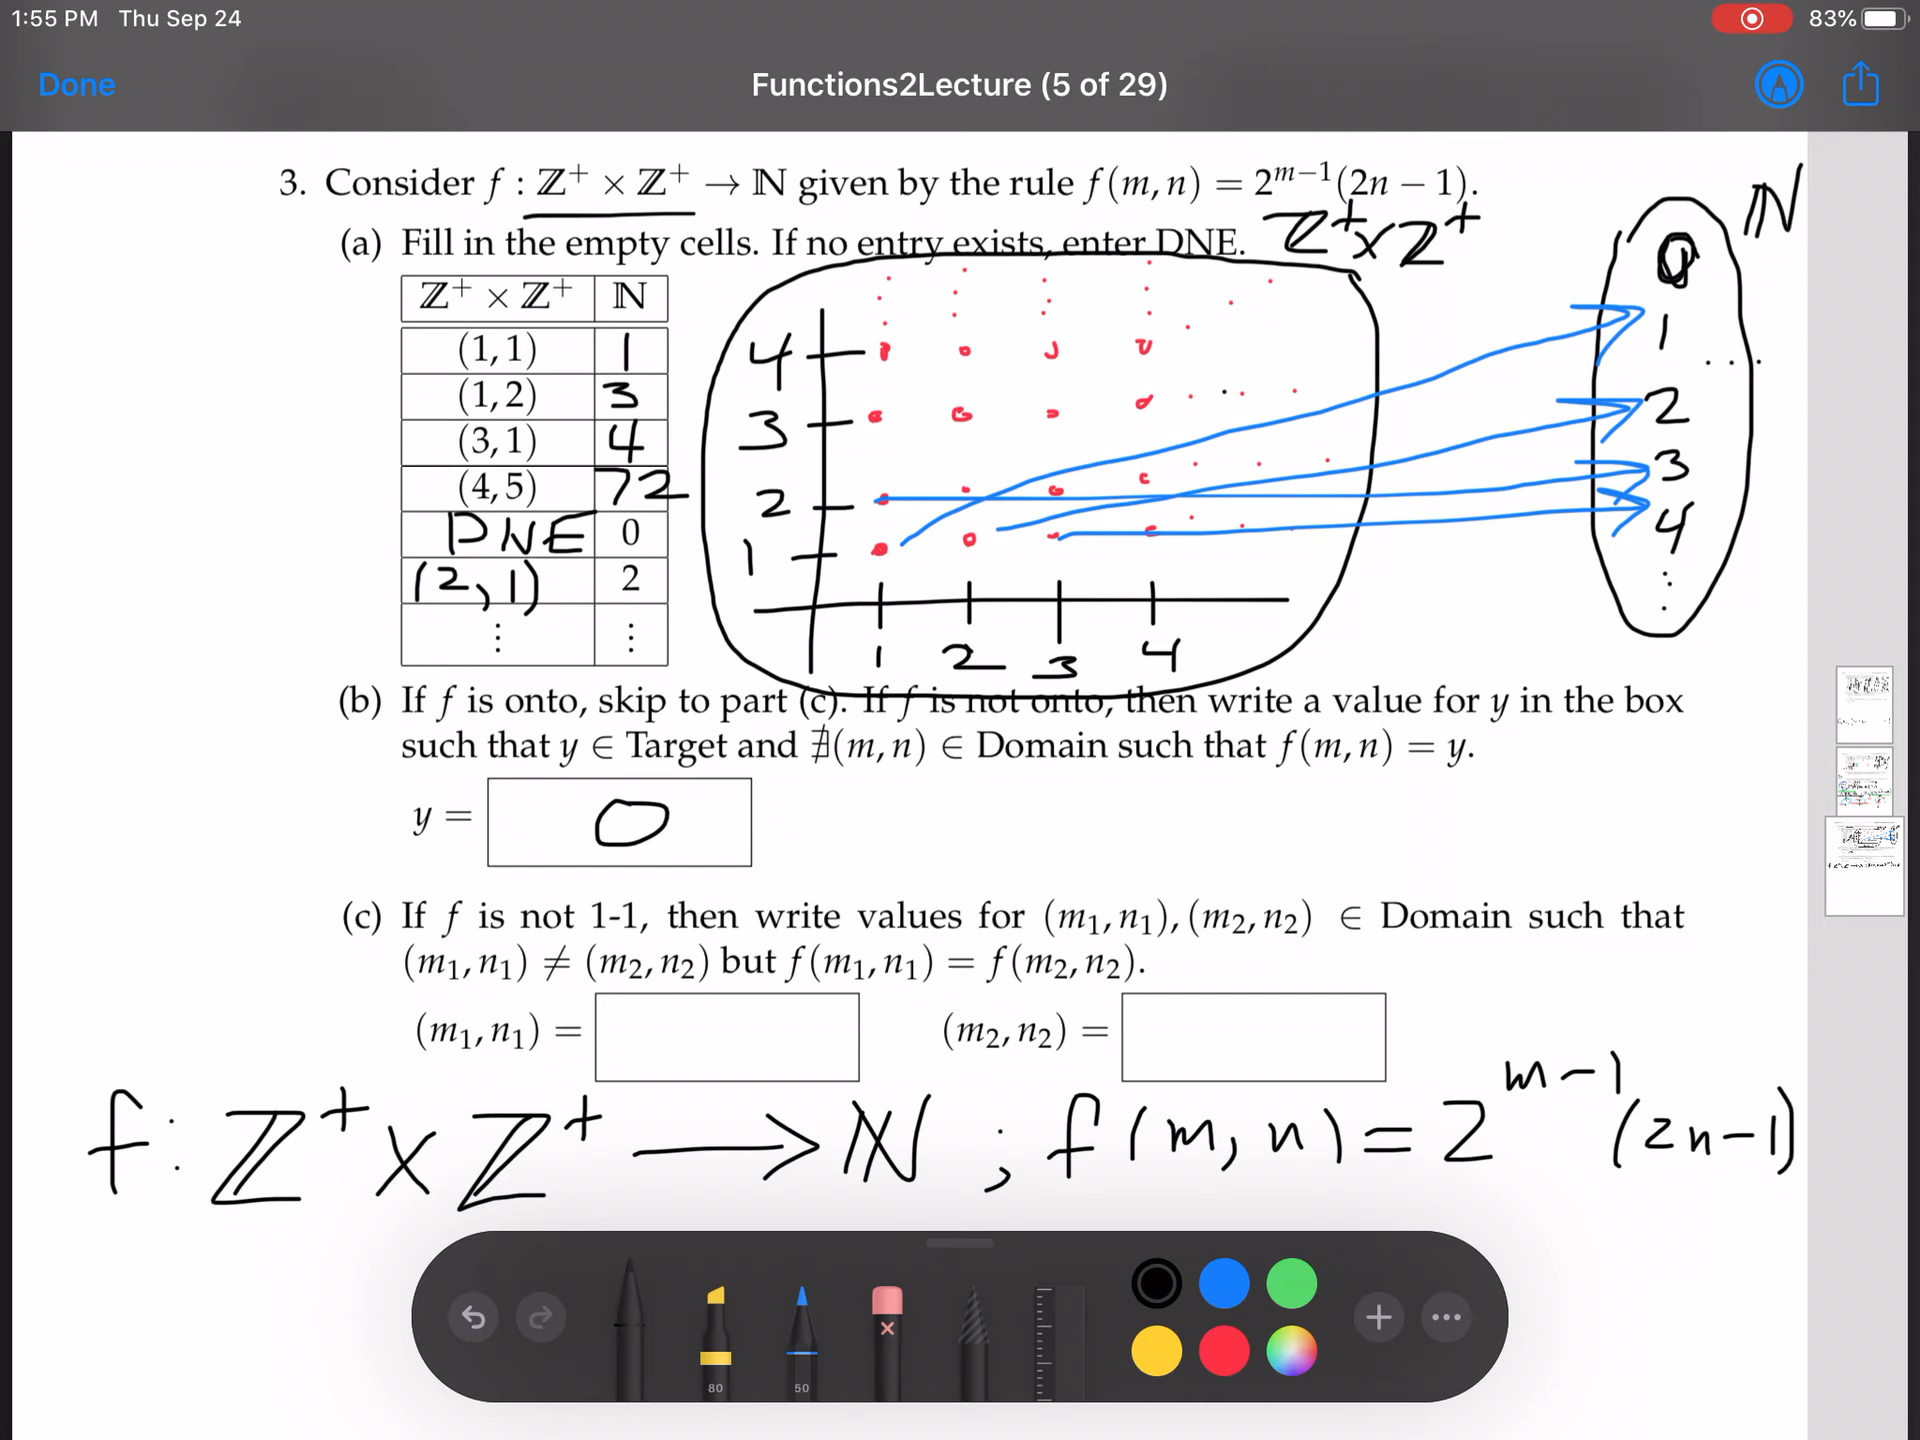 1:55 PM Thu Sep 24
83%
Done
Functions2Lecture (5 of 29)
3. Consider f : ℤ⁺ × ℤ⁺ → ℕ given by the rule f(m, n) = 2ᵐ⁻¹(2n − 1).
(a) Fill in the empty cells. If no entry exists, enter DNE.
ℤ⁺×ℤ⁺
ℕ
ℤ⁺ × ℤ⁺ ℕ
(1, 1) 1
(1, 2) 3
(3, 1) 4
(4, 5) 72
DNE 0
(2, 1) 2
⋮ ⋮
4
3
2
1
1 2 3 4
0
1
...
2
3
4
⋮
(b) If f is onto, skip to part (c). If f is not onto, then write a value for y in the box
such that y ∈ Target and ∄(m, n) ∈ Domain such that f(m, n) = y.
y = 0
(c) If f is not 1-1, then write values for (m₁, n₁), (m₂, n₂) ∈ Domain such that
(m₁, n₁) ≠ (m₂, n₂) but f(m₁, n₁) = f(m₂, n₂).
(m₁, n₁) = (m₂, n₂) =
f : ℤ⁺×ℤ⁺ → ℕ ; f(m, n) = 2ᵐ⁻¹(2n−1)
80
50